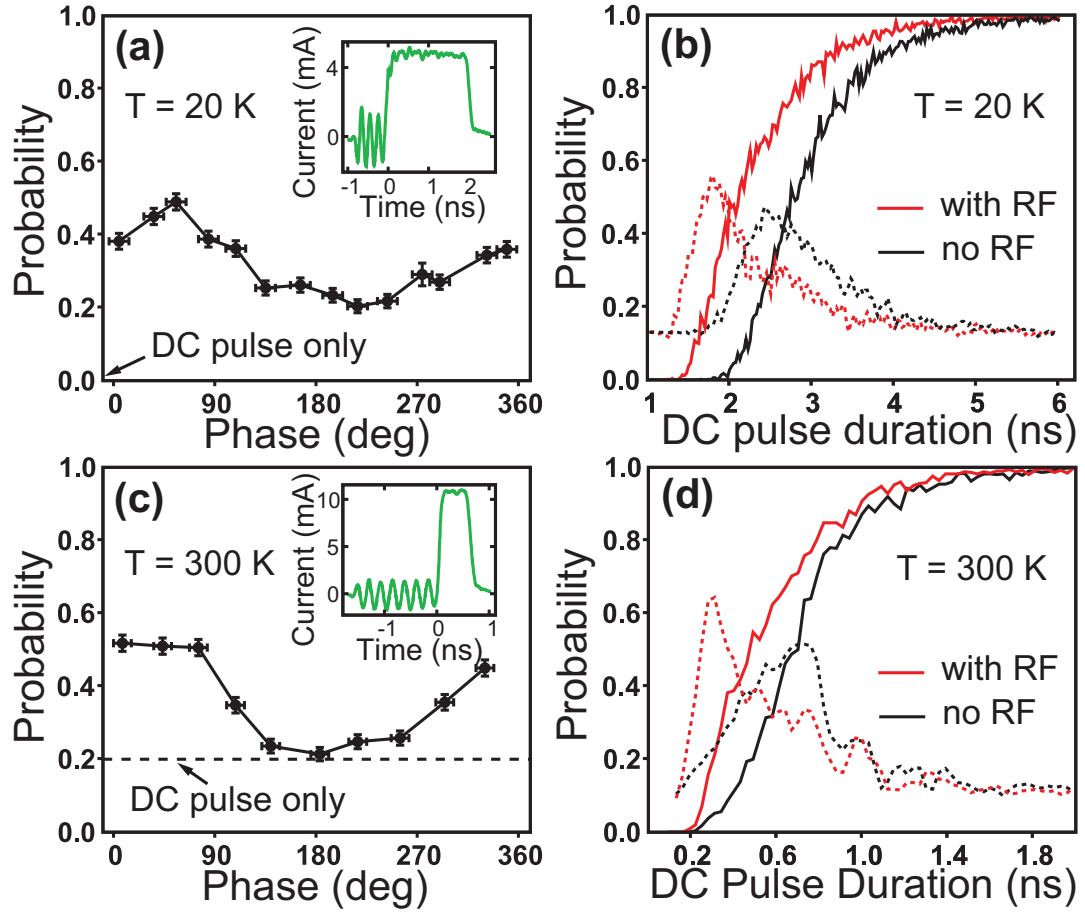 (a)
T = 20 K
DC pulse only
Probability
1.0
0.8
0.6
0.4
0.2
0.0
0
90
180
270
360
Phase (deg)
Current (mA)
4
0
-1
0
1
2
Time (ns)
(b)
T = 20 K
with RF
no RF
1.0
0.8
0.6
0.4
0.2
0.0
1
2
3
4
5
6
DC pulse duration (ns)
(c)
T = 300 K
DC pulse only
Probability
1.0
0.8
0.6
0.4
0.2
0.0
0
90
180
270
360
Phase (deg)
Current (mA)
10
5
0
-1
0
1
Time (ns)
(d)
T = 300 K
with RF
no RF
1.0
0.8
0.6
0.4
0.2
0.0
0.2
0.6
1.0
1.4
1.8
DC Pulse Duration (ns)